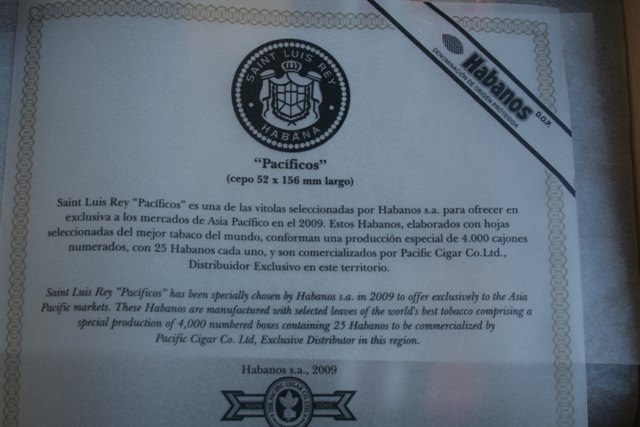 SAINT LUIS REY
HABANA
Habanos D.O.P.
DENOMINACIÓN DE ORIGEN PROTEGIDA
"Pacíficos"
(cepo 52 x 156 mm largo)
Saint Luis Rey "Pacíficos" es una de las vitolas seleccionadas por Habanos s.a. para ofrecer en
exclusiva a los mercados de Asia Pacífico en el 2009. Estos Habanos, elaborados con hojas
seleccionadas del mejor tabaco del mundo, conforman una producción especial de 4.000 cajones
numerados, con 25 Habanos cada uno, y son comercializados por Pacific Cigar Co.Ltd.,
Distribuidor Exclusivo en este territorio.
Saint Luis Rey "Pacíficos" has been specially chosen by Habanos s.a. in 2009 to offer exclusively to the Asia
Pacific markets. These Habanos are manufactured with selected leaves of the world's best tobacco comprising a
special production of 4,000 numbered boxes containing 25 Habanos to be commercialized by
Pacific Cigar Co. Ltd, Exclusive Distributor in this region.
Habanos s.a., 2009
THE PACIFIC CIGAR CO. LTD.